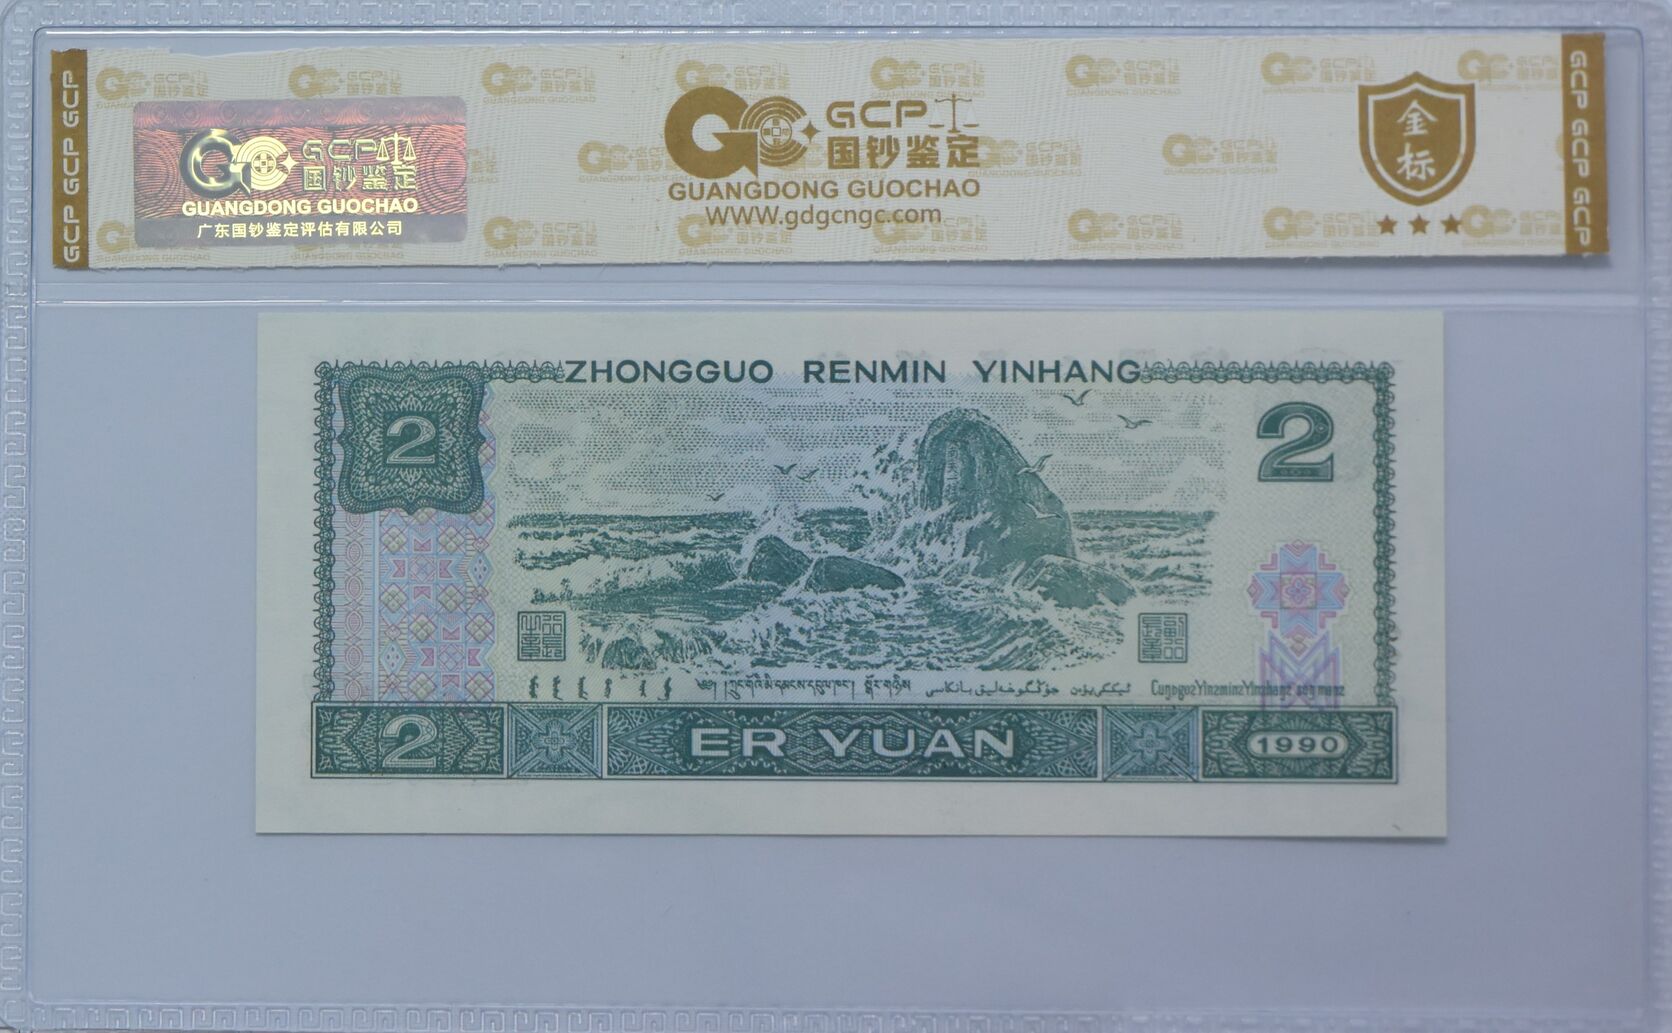 GCP GCP GCP
GCP
国钞鉴定
GUANGDONG GUOCHAO
广东国钞鉴定评估有限公司
GCP
国钞鉴定
GUANGDONG GUOCHAO
WWW.gdgcngc.com
金标
GCP GCP GCP
ZHONGGUO RENMIN YINHANG
2
2
2
ER YUAN
1990